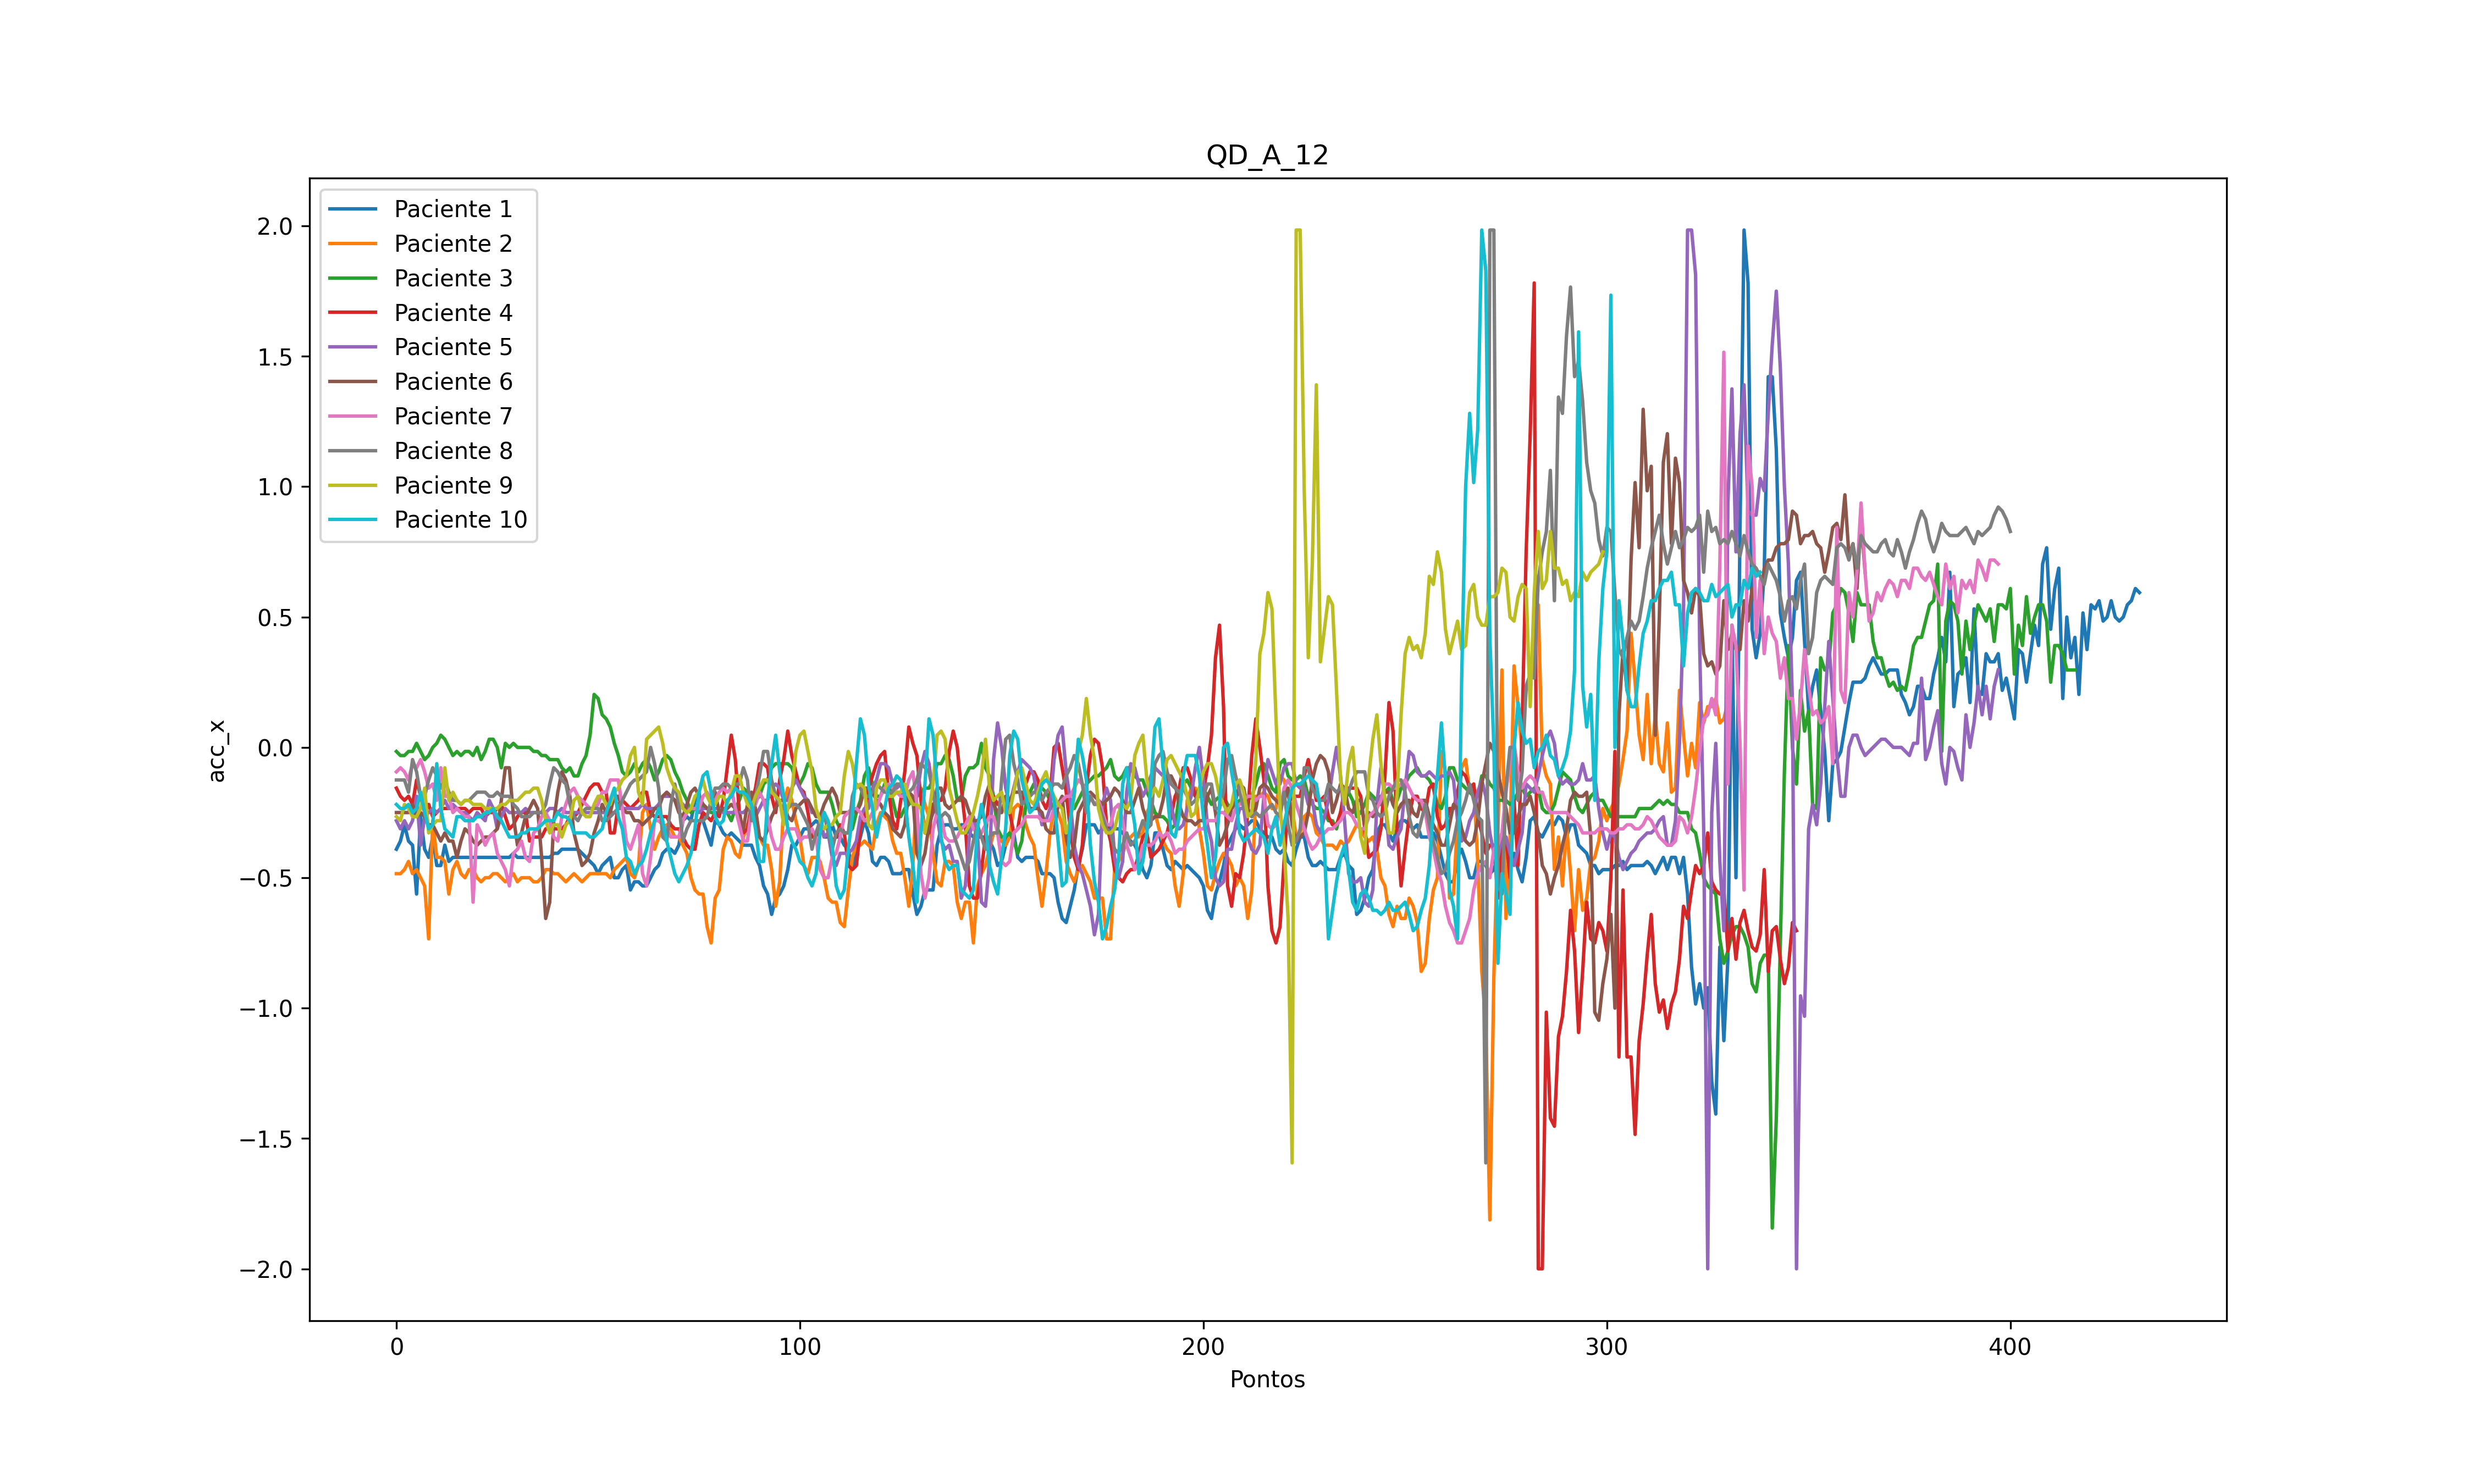 QD_A_12
Paciente 1
Paciente 2
Paciente 3
Paciente 4
Paciente 5
Paciente 6
Paciente 7
Paciente 8
Paciente 9
Paciente 10
2.0
1.5
1.0
0.5
0.0
−0.5
−1.0
−1.5
−2.0
acc_x
0 100 200 300 400
Pontos